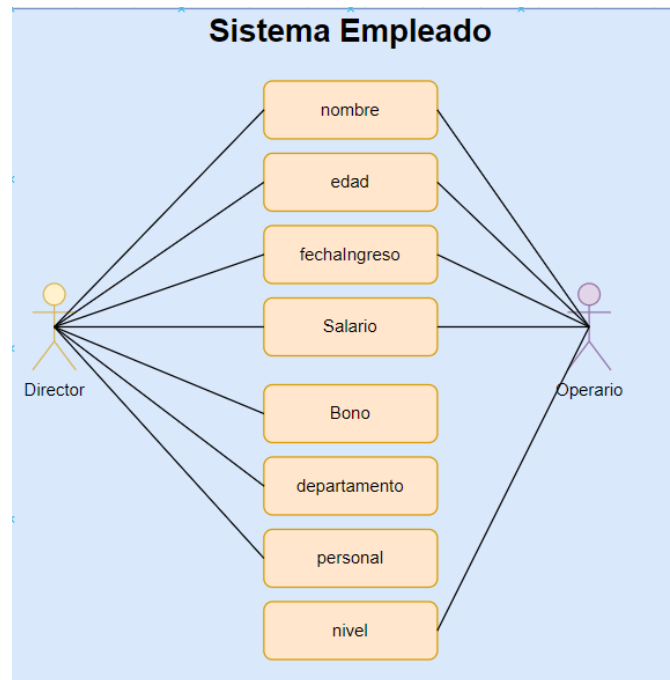 Sistema Empleado
nombre
edad
fechaIngreso
Salario
Director
Operario
Bono
departamento
personal
nivel